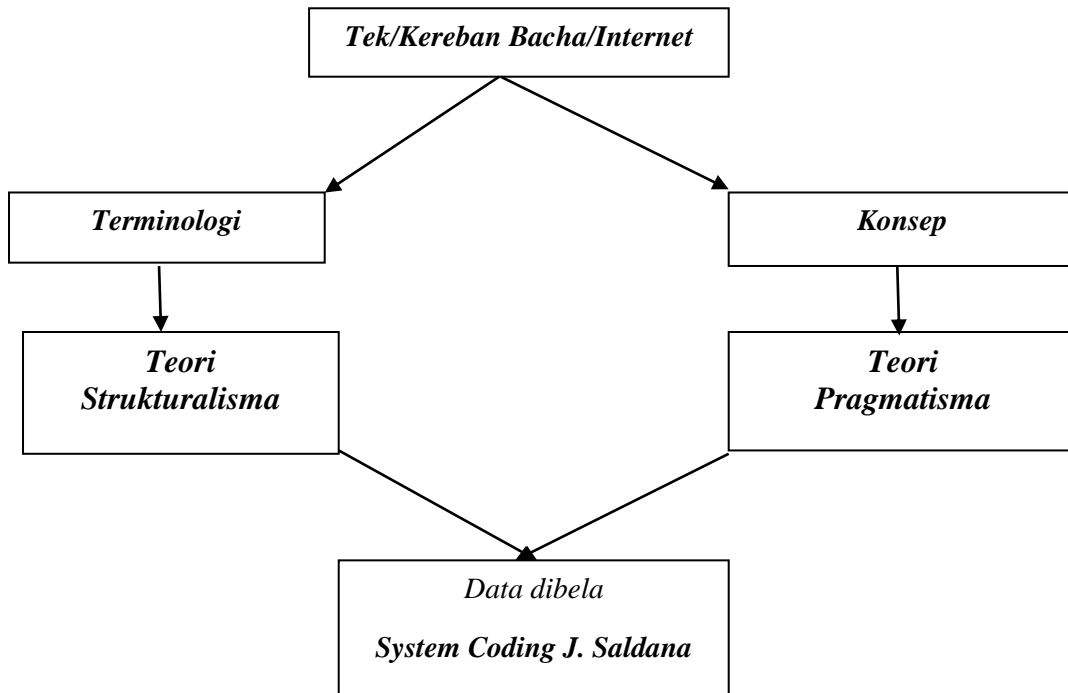 Tek/Kereban Bacha/Internet
Terminologi
Konsep
Teori
Strukturalisma
Teori
Pragmatisma
Data dibela
System Coding J. Saldana